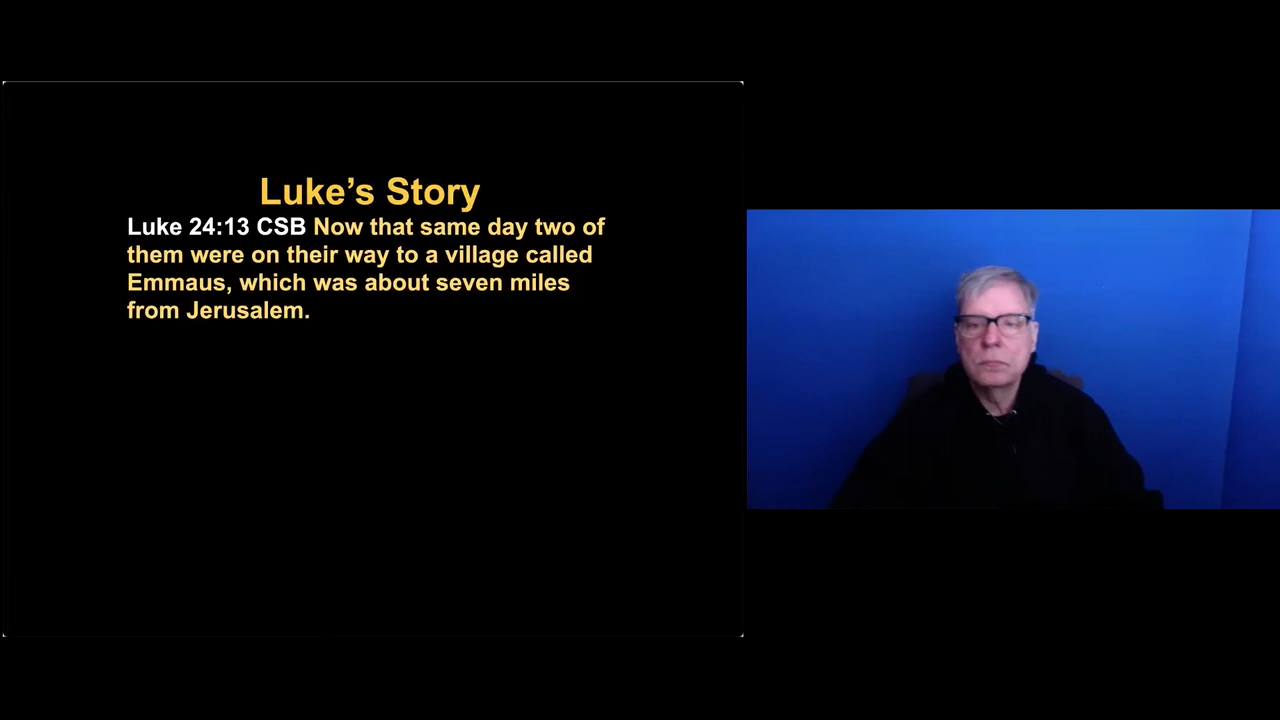 Luke’s Story
Luke 24:13 CSB Now that same day two of
them were on their way to a village called
Emmaus, which was about seven miles
from Jerusalem.